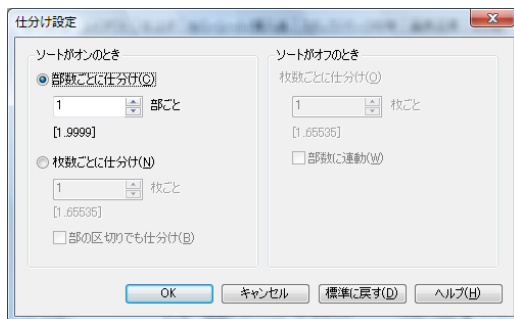 仕分け設定
ソートがオンのとき
部数ごとに仕分け(C)
1 部ごと
[1..9999]
枚数ごとに仕分け(N)
1 枚ごと
[1..65535]
部の区切りでも仕分け(B)
ソートがオフのとき
枚数ごとに仕分け(O)
1 枚ごと
[1..65535]
部数に連動(W)
OK キャンセル 標準に戻す(D) ヘルプ(H)